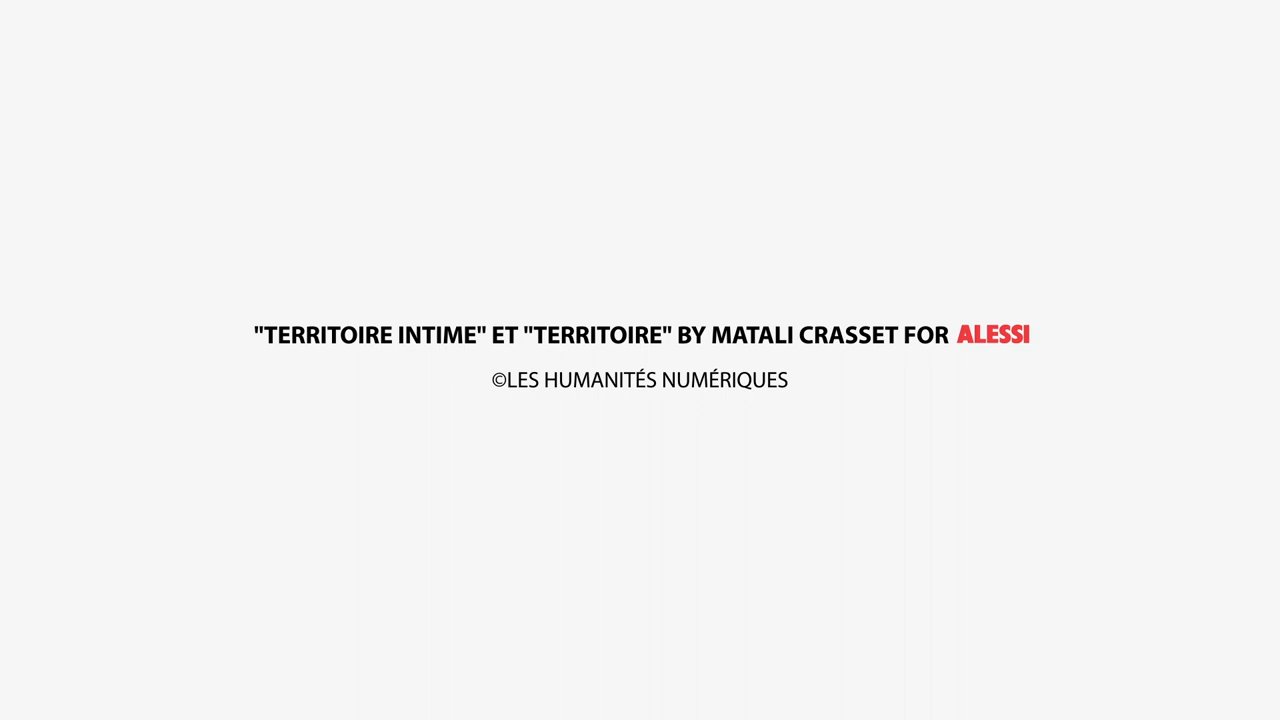 "TERRITOIRE INTIME" ET "TERRITOIRE" BY MATALI CRASSET FOR ALESSI
©LES HUMANITÉS NUMÉRIQUES